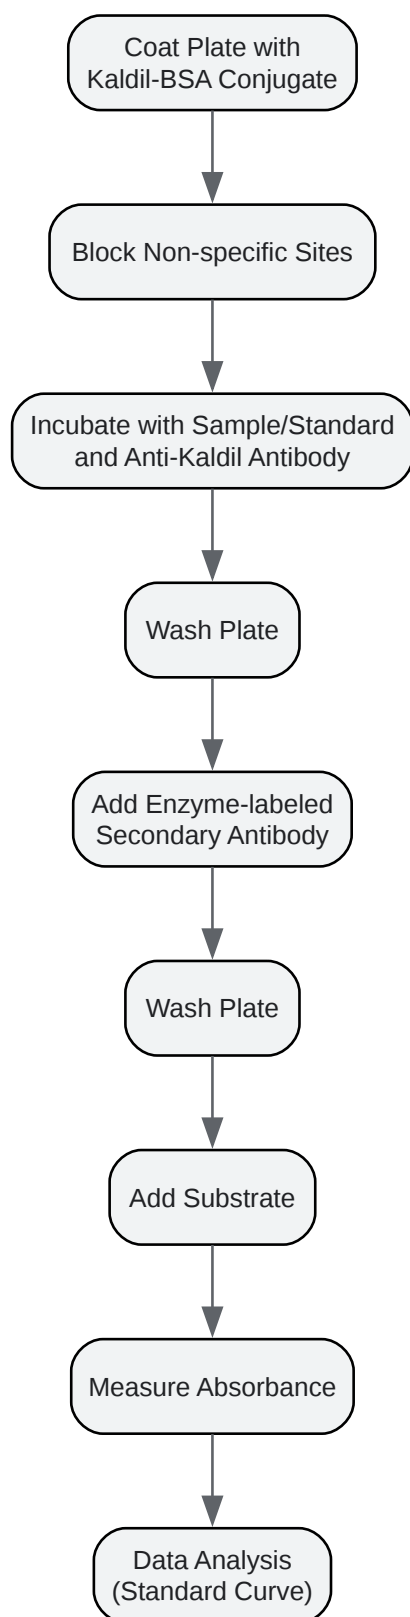 Coat Plate with
Kaldil-BSA Conjugate
Block Non-specific Sites
Incubate with Sample/Standard
and Anti-Kaldil Antibody
Wash Plate
Add Enzyme-labeled
Secondary Antibody
Wash Plate
Add Substrate
Measure Absorbance
Data Analysis
(Standard Curve)